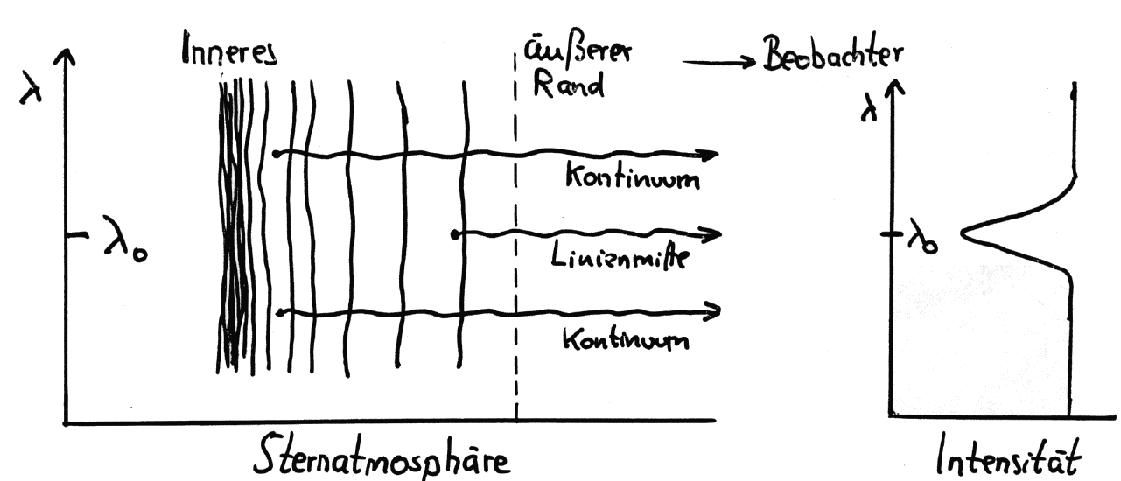 Inneres
äußerer
Rand
Beobachter
λ
λ₀
Kontinuum
Linienmitte
Kontinuum
Sternatmosphäre
λ
λ₀
Intensität